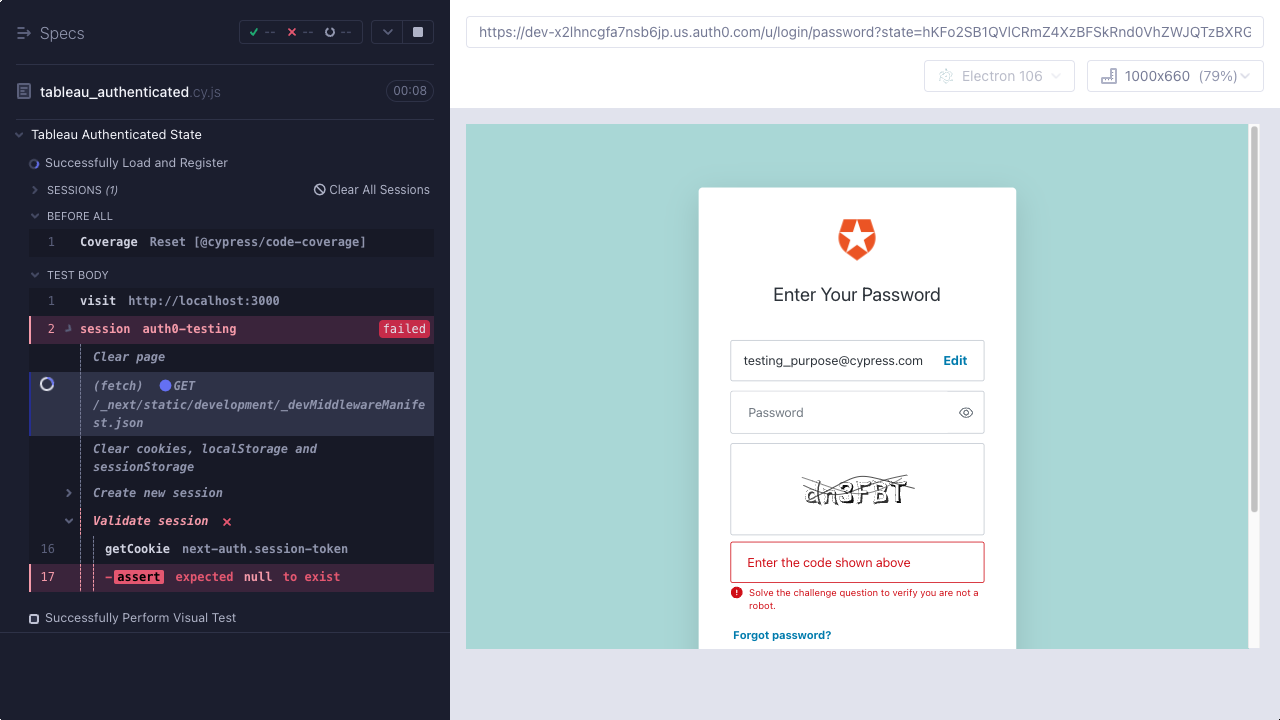 Specs
-- -- --
tableau_authenticated.cy.js 00:08
Tableau Authenticated State
Successfully Load and Register
SESSIONS (1) Clear All Sessions
BEFORE ALL
1 Coverage Reset [@cypress/code-coverage]
TEST BODY
1 visit http://localhost:3000
2 session auth0-testing failed
Clear page
(fetch) GET
/_next/static/development/_devMiddlewareManife
st.json
Clear cookies, localStorage and
sessionStorage
Create new session
Validate session
16 getCookie next-auth.session-token
17 -assert expected null to exist
Successfully Perform Visual Test
https://dev-x2lhncgfa7nsb6jp.us.auth0.com/u/login/password?state=hKFo2SB1QVlCRmZ4XzBFSkRnd0VhZWJQTzBXRG
Electron 106 1000x660 (79%)
Enter Your Password
testing_purpose@cypress.com Edit
Password
dn3FBT
Enter the code shown above
Solve the challenge question to verify you are not a
robot.
Forgot password?